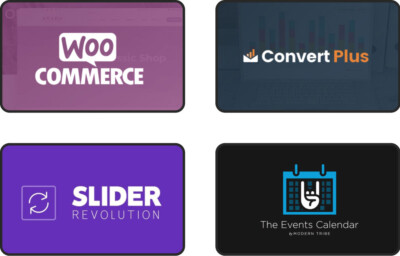 WOO
COMMERCE
Convert Plus
SLIDER
REVOLUTION
The Events Calendar
by MODERN TRIBE